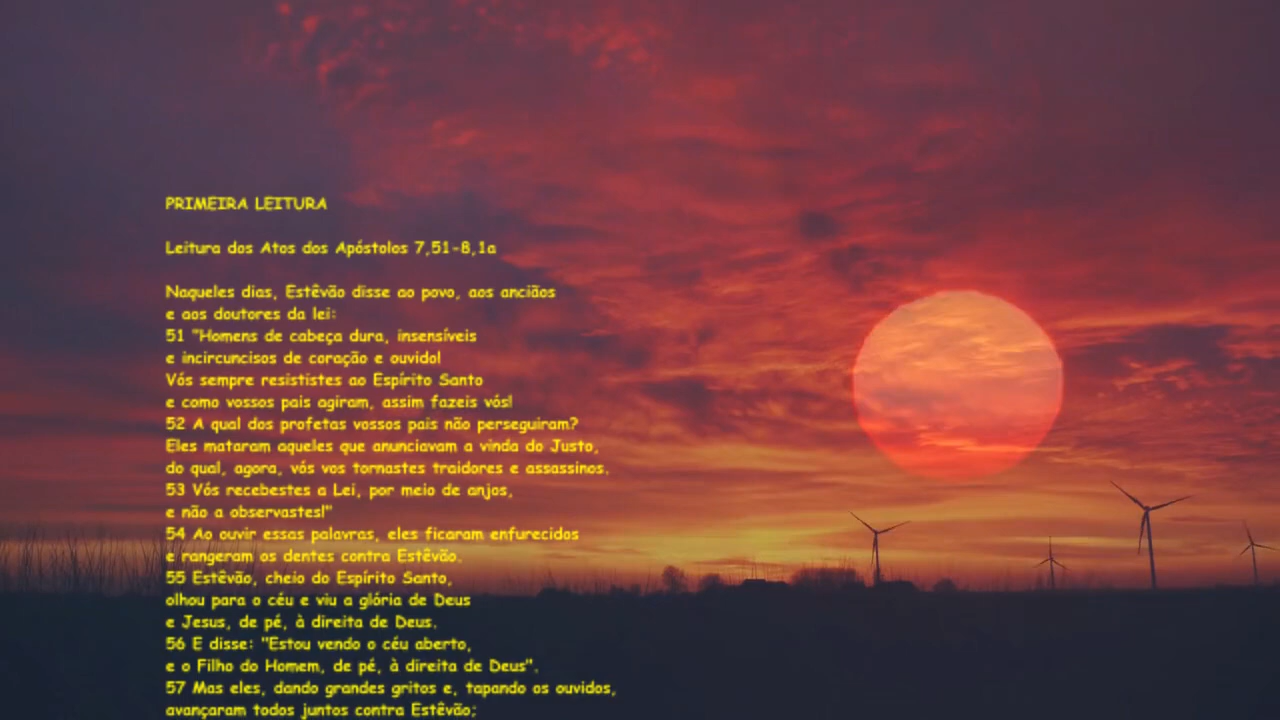 PRIMEIRA LEITURA
Leitura dos Atos dos Apóstolos 7,51-8,1a
Naqueles dias, Estêvão disse ao povo, aos anciãos
e aos doutores da lei:
51 "Homens de cabeça dura, insensíveis
e incircuncisos de coração e ouvido!
Vós sempre resististes ao Espírito Santo
e como vossos pais agiram, assim fazeis vós!
52 A qual dos profetas vossos pais não perseguiram?
Eles mataram aqueles que anunciavam a vinda do Justo,
do qual, agora, vós vos tornastes traidores e assassinos.
53 Vós recebestes a Lei, por meio de anjos,
e não a observastes!"
54 Ao ouvir essas palavras, eles ficaram enfurecidos
e rangeram os dentes contra Estêvão.
55 Estêvão, cheio do Espírito Santo,
olhou para o céu e viu a glória de Deus
e Jesus, de pé, à direita de Deus.
56 E disse: "Estou vendo o céu aberto,
e o Filho do Homem, de pé, à direita de Deus".
57 Mas eles, dando grandes gritos e, tapando os ouvidos,
avançaram todos juntos contra Estêvão;